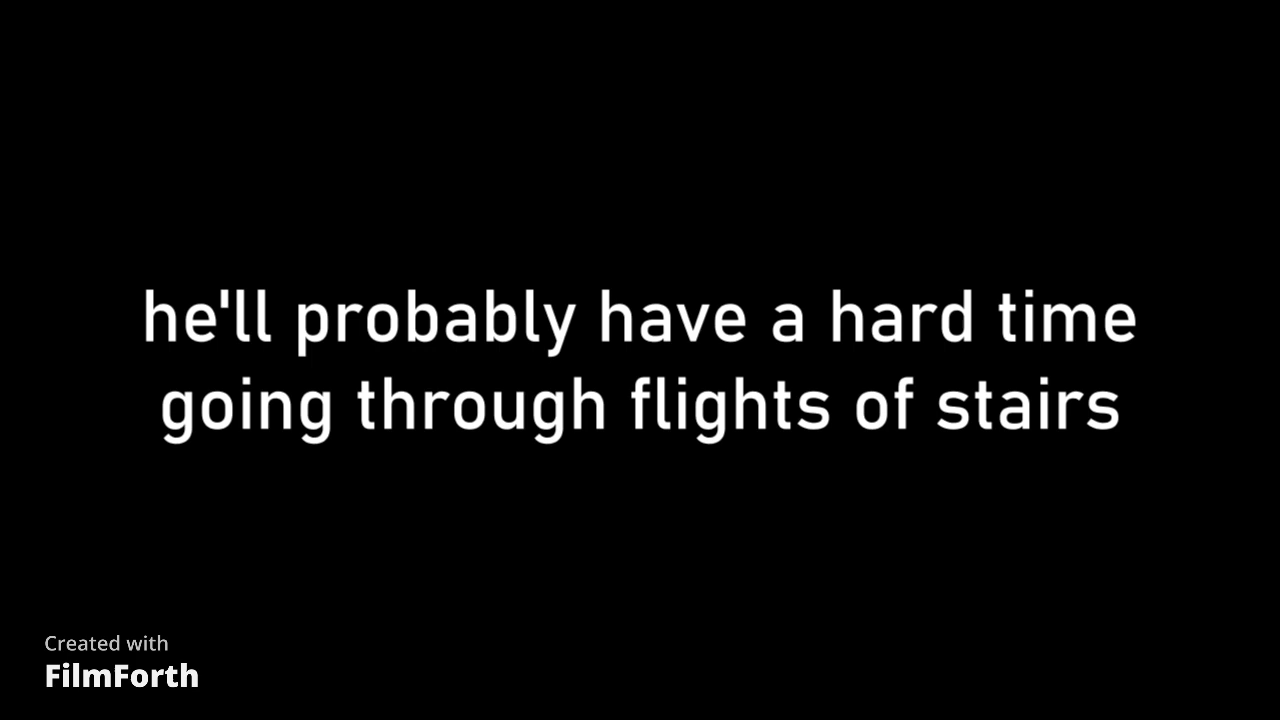 he'll probably have a hard time
going through flights of stairs
Created with
FilmForth